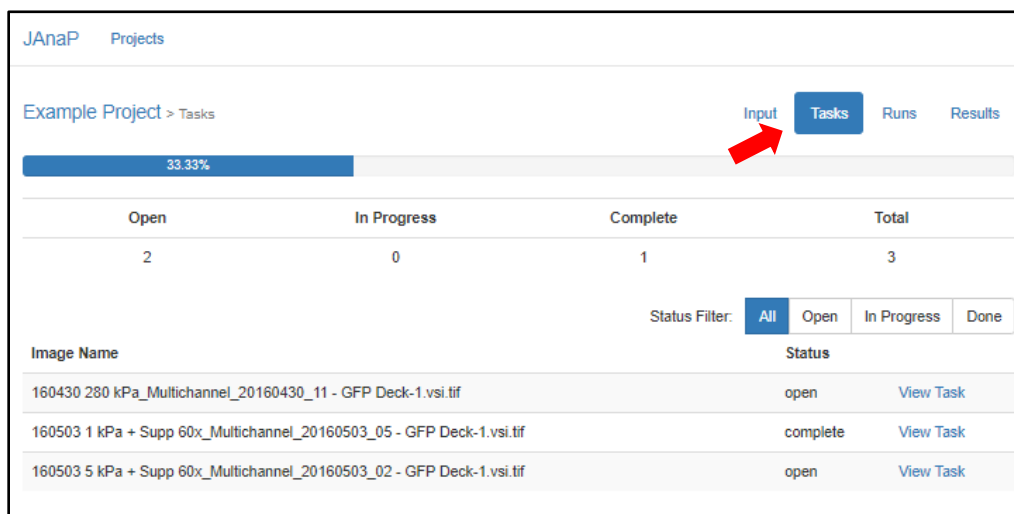 JAnaP Projects
Example Project > Tasks Input Tasks Runs Results
33.33%
Open In Progress Complete Total
2 0 1 3
Status Filter: All Open In Progress Done
Image Name Status
160430 280 kPa_Multichannel_20160430_11 - GFP Deck-1.vsi.tif open View Task
160503 1 kPa + Supp 60x_Multichannel_20160503_05 - GFP Deck-1.vsi.tif complete View Task
160503 5 kPa + Supp 60x_Multichannel_20160503_02 - GFP Deck-1.vsi.tif open View Task